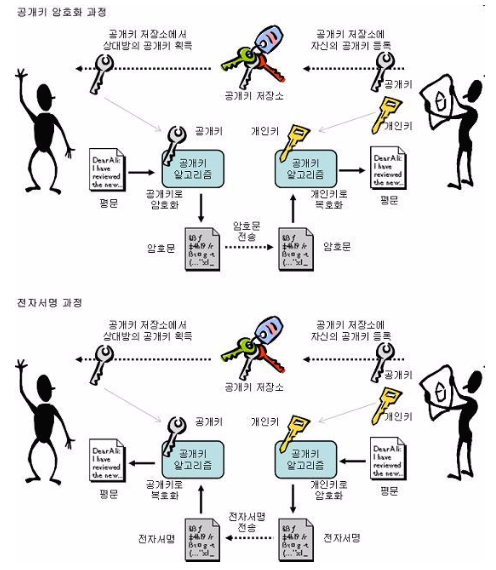 공개키 암호화 과정
공개키 저장소에서
상대방의 공개키 획득
공개키 저장소에
자신의 공개키 등록
공개키 저장소
공개키
개인키
공개키
개인키
DearAli:
I have
reviewed
the new...
평문
공개키
알고리즘
공개키로
암호화
공개키
알고리즘
개인키로
복호화
DearAli:
I have
reviewed
the new...
평문
암호문
암호문
전송
암호문
전자서명 과정
공개키 저장소에서
상대방의 공개키 획득
공개키 저장소에
자신의 공개키 등록
공개키 저장소
공개키
개인키
공개키
개인키
DearAli:
I have
reviewed
the new...
평문
공개키
알고리즘
공개키로
복호화
공개키
알고리즘
개인키로
암호화
DearAli:
I have
reviewed
the new...
평문
전자서명
전자서명
전송
전자서명